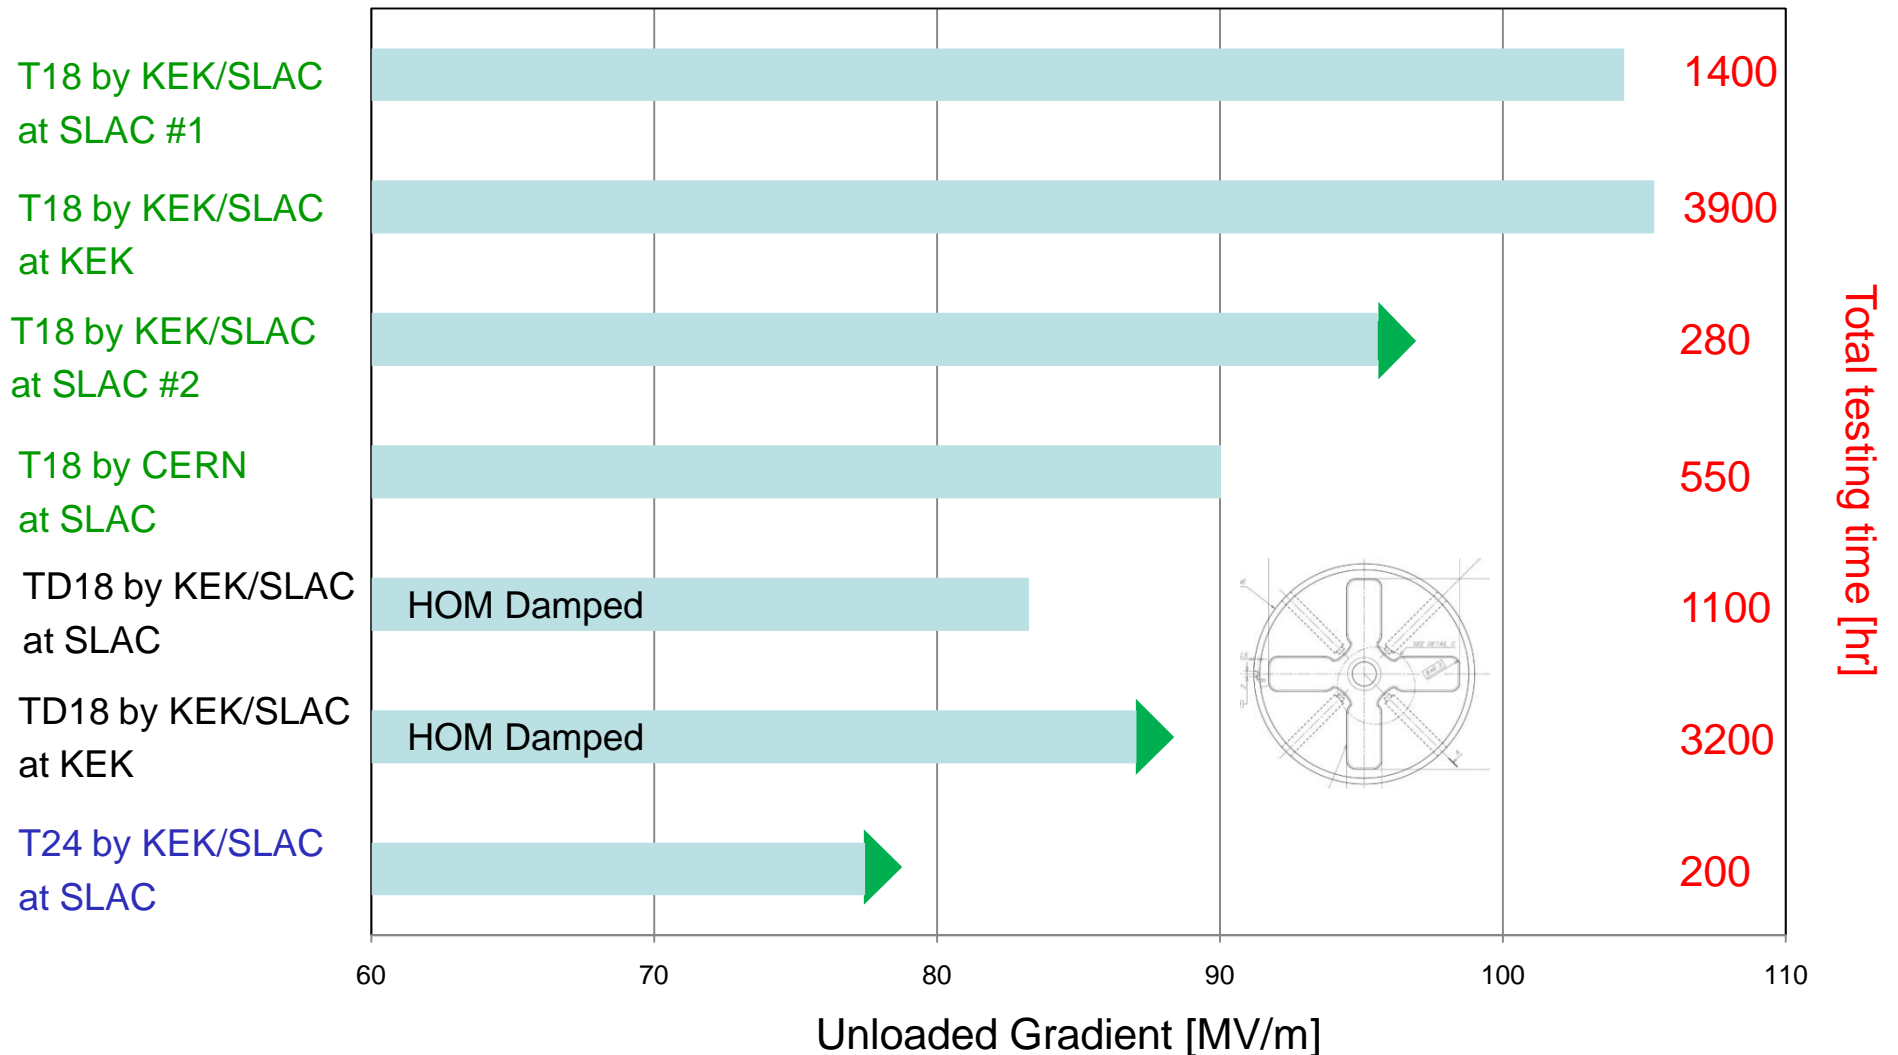 T18 by KEK/SLAC
at SLAC #1
1400
T18 by KEK/SLAC
at KEK
3900
T18 by KEK/SLAC
at SLAC #2
280
T18 by CERN
at SLAC
550
TD18 by KEK/SLAC
at SLAC
HOM Damped
SEE DETAIL C
1100
TD18 by KEK/SLAC
at KEK
HOM Damped
3200
T24 by KEK/SLAC
at SLAC
200
Total testing time [hr]
60 70 80 90 100 110
Unloaded Gradient [MV/m]